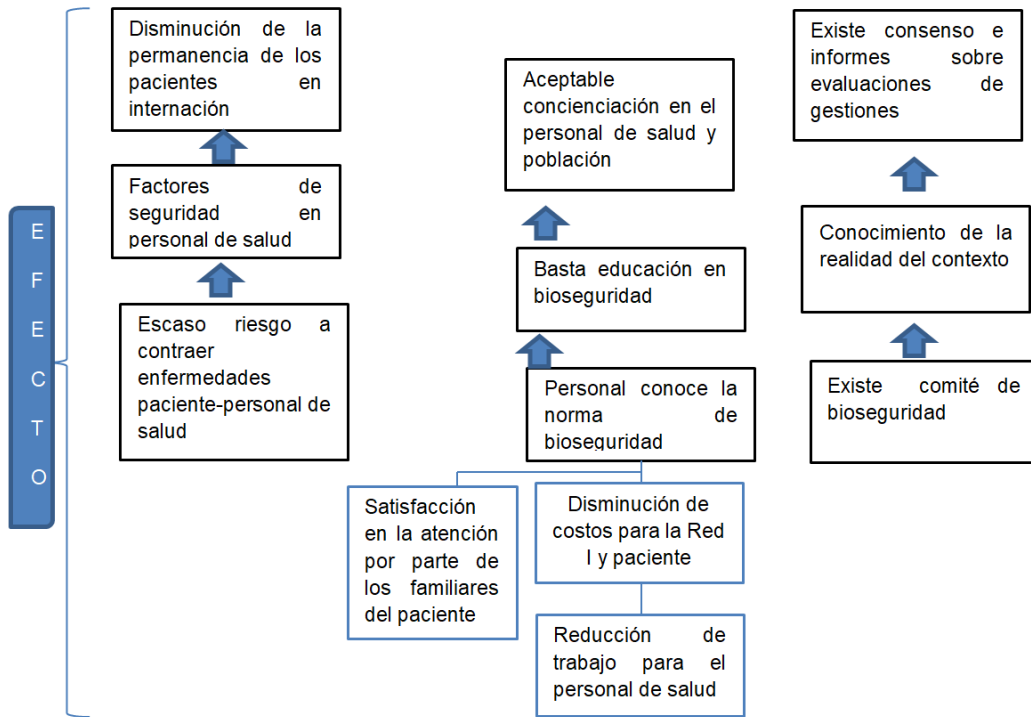 Disminución de la
permanencia de los
pacientes en
internación
Factores de
seguridad en
personal de salud
Escaso riesgo a
contraer
enfermedades
paciente-personal de
salud
Aceptable
concienciación en el
personal de salud y
población
Basta educación en
bioseguridad
Personal conoce la
norma de
bioseguridad
Satisfacción
en la atención
por parte de
los familiares
del paciente
Disminución de
costos para la Red
I y paciente
Reducción de
trabajo para el
personal de salud
Existe consenso e
informes sobre
evaluaciones de
gestiones
Conocimiento de la
realidad del contexto
Existe comité de
bioseguridad
E
F
E
C
T
O